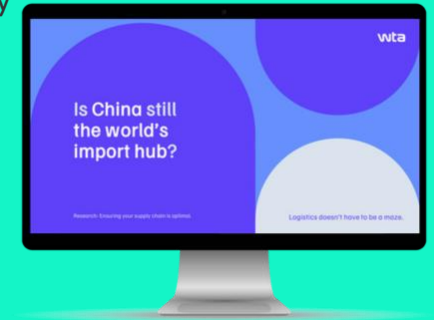 y
wta
Is China still
the world's
import hub?
Research: Ensuring your supply chain is optimal.
Logistics doesn't have to be a maze.